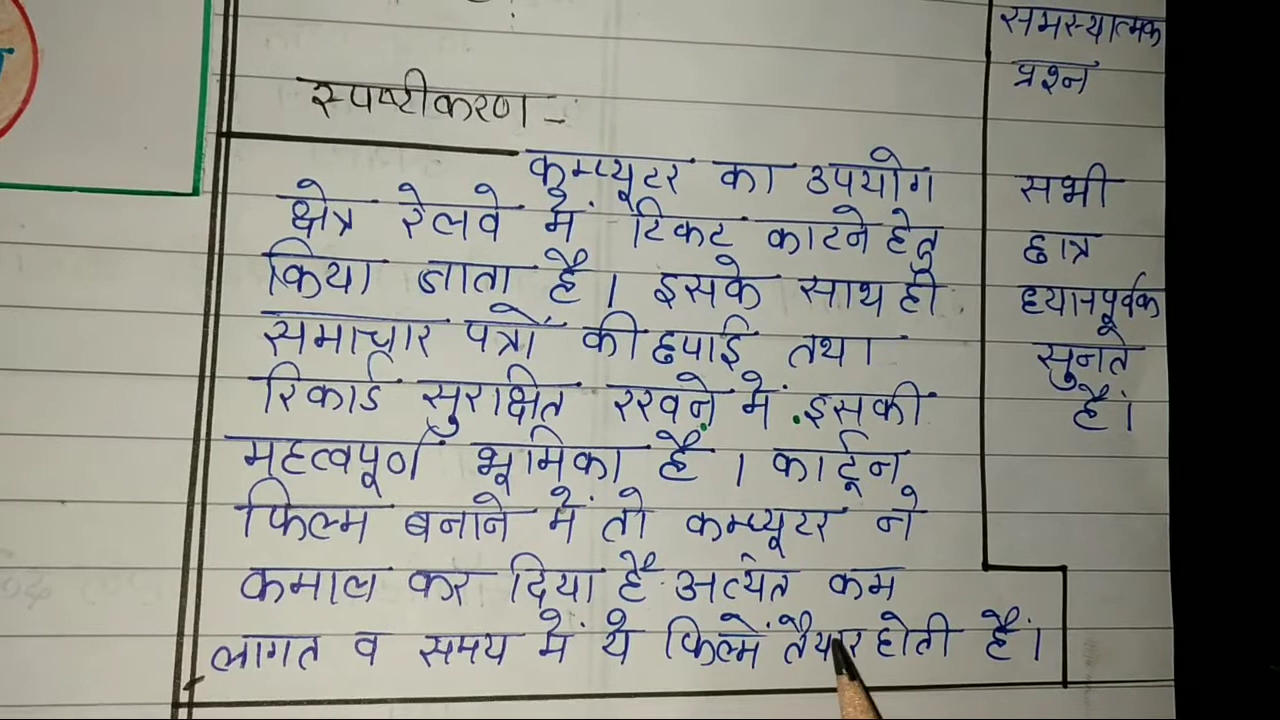 स्पष्टीकरण -
कम्प्यूटर का उपयोग
क्षेत्र रेलवे में टिकट काटने हेतु
किया जाता है। इसके साथ ही
समाचार पत्रों की छपाई तथा
रिकार्ड सुरक्षित रखने में इसकी
महत्वपूर्ण भूमिका है। कार्टून
फिल्म बनाने में तो कम्प्यूटर ने
कमाल कर दिया है अत्यंत कम
लागत व समय में ये फिल्में तैयार होती हैं।
समस्यात्मक
प्रश्न
सभी
छात्र
ध्यानपूर्वक
सुनते
हैं।